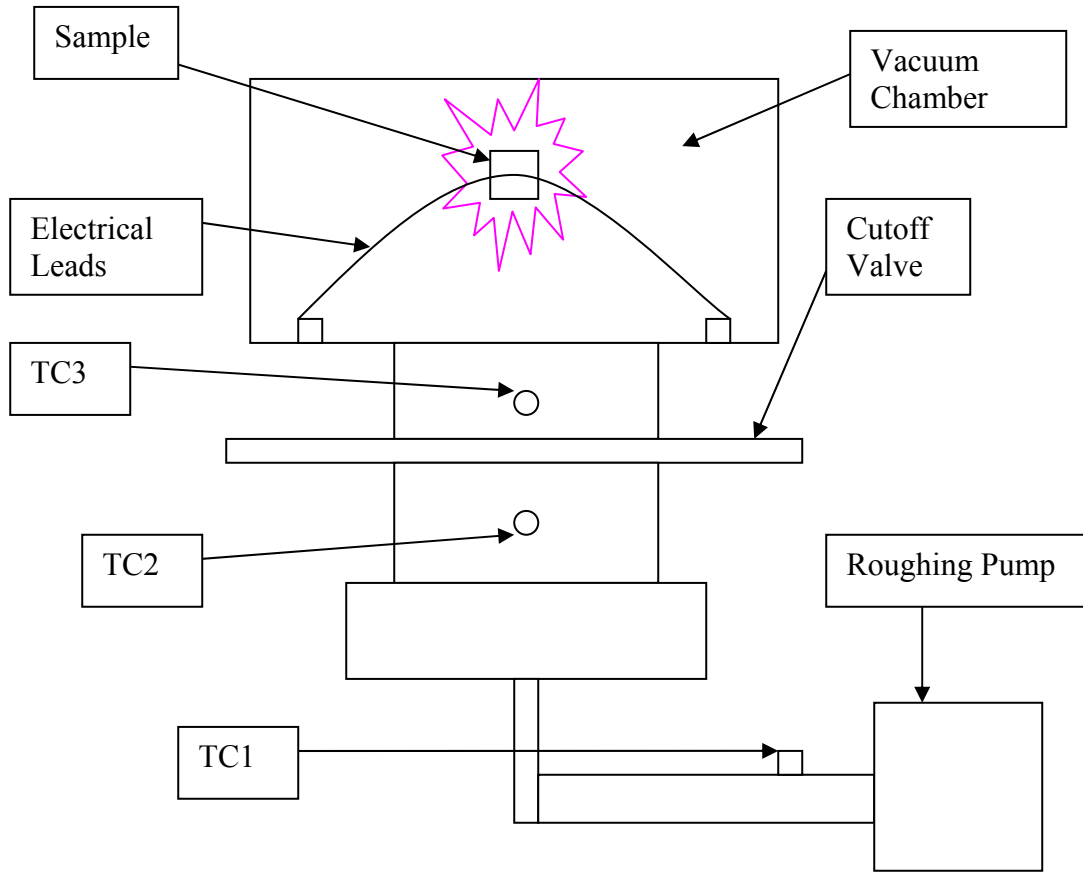 Sample
Vacuum
Chamber
Electrical
Leads
Cutoff
Valve
TC3
TC2
Roughing Pump
TC1